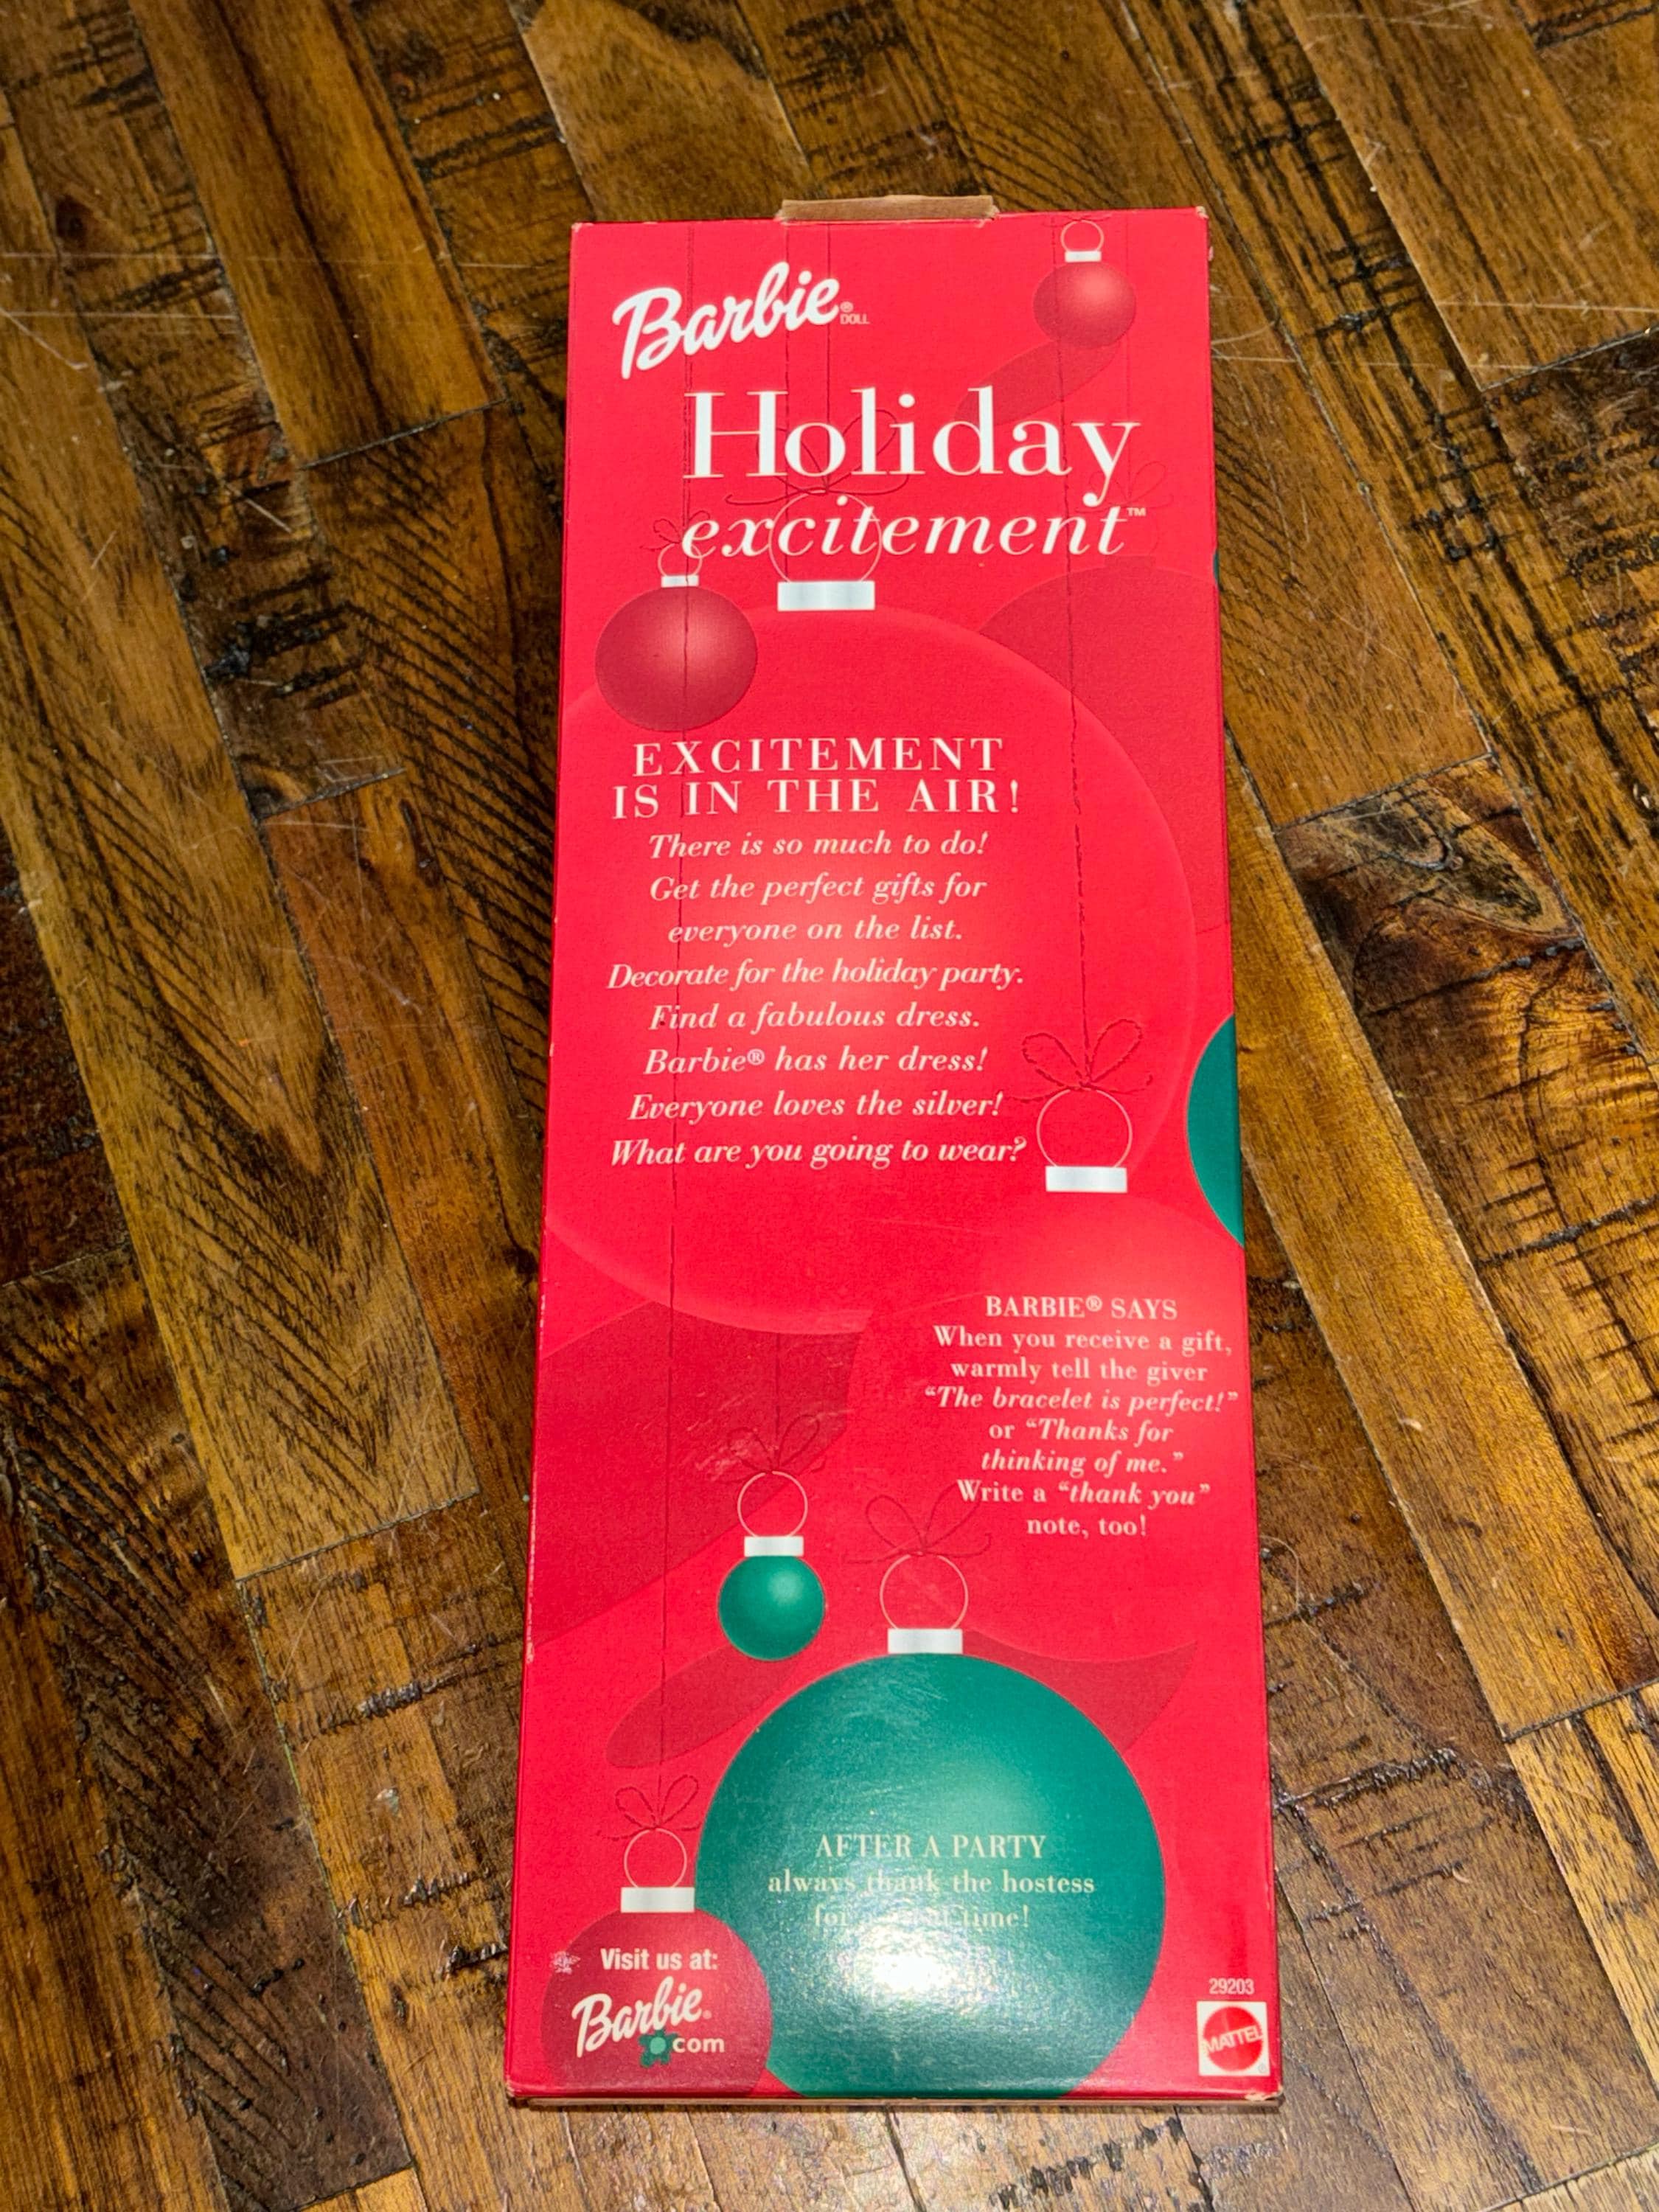 Barbie®
DOLL
Holiday
excitement™
EXCITEMENT
IS IN THE AIR!
There is so much to do!
Get the perfect gifts for
everyone on the list.
Decorate for the holiday party.
Find a fabulous dress.
Barbie® has her dress!
Everyone loves the silver!
What are you going to wear?
BARBIE® SAYS
When you receive a gift,
warmly tell the giver
“The bracelet is perfect!”
or “Thanks for
thinking of me.”
Write a “thank you”
note, too!
AFTER A PARTY
always thank the hostess
for time!
Visit us at:
Barbie®
com
29203
MATTEL